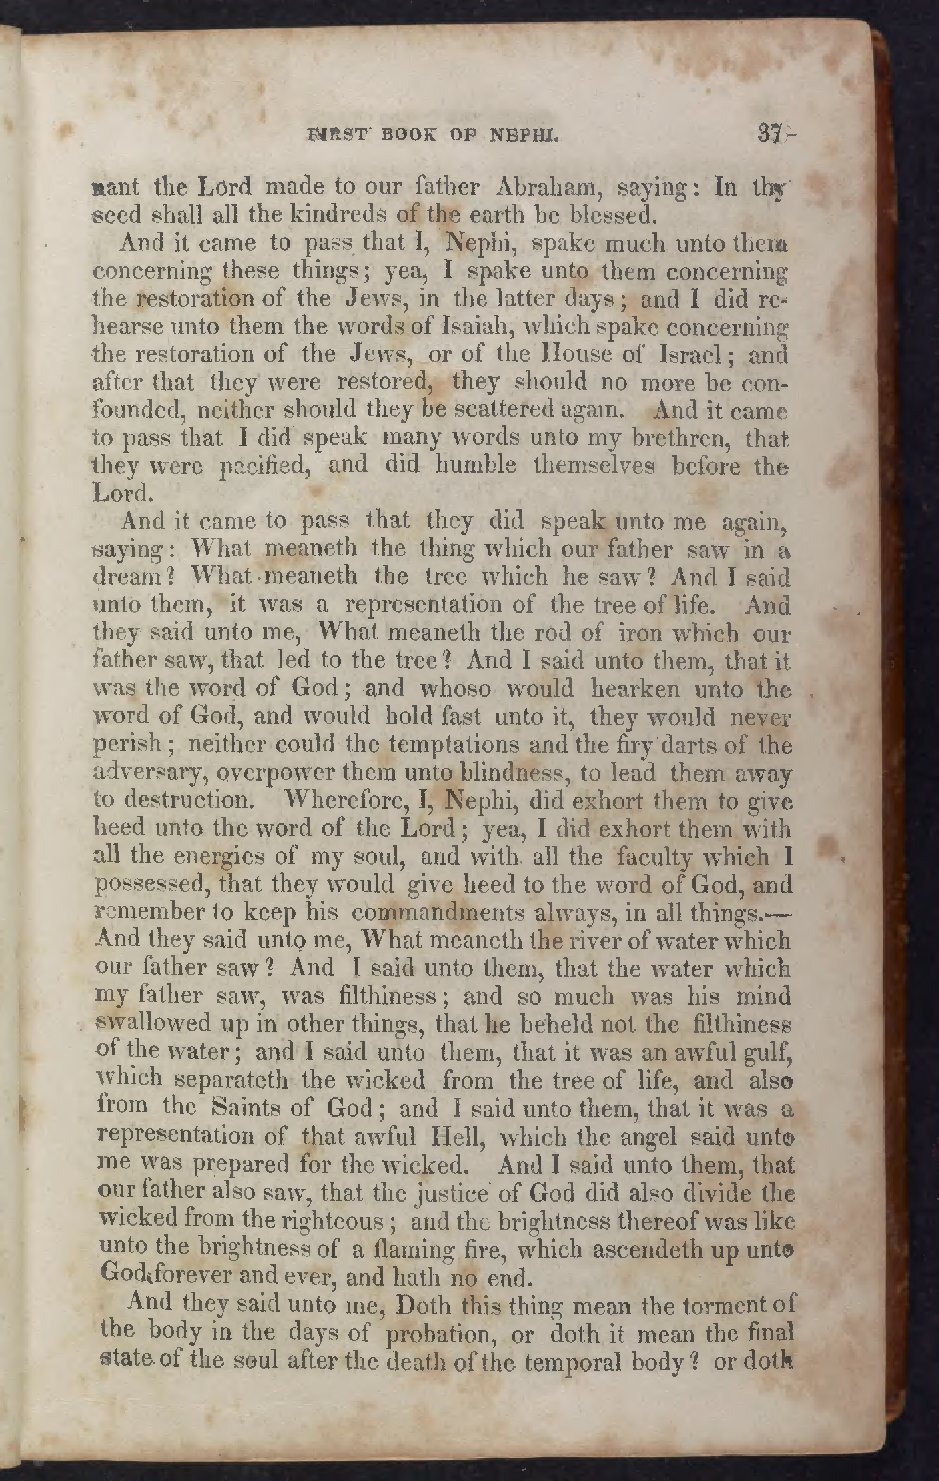 FIRST BOOK OF NEPHI. 37
nant the Lord made to our father Abraham, saying: In thy
seed shall all the kindreds of the earth be blessed.
And it came to pass that I, Nephi, spake much unto them
concerning these things; yea, I spake unto them concerning
the restoration of the Jews, in the latter days; and I did re-
hearse unto them the words of Isaiah, which spake concerning
the restoration of the Jews, or of the House of Israel; and
after that they were restored, they should no more be con-
founded, neither should they be scattered again. And it came
to pass that I did speak many words unto my brethren, that
they were pacified, and did humble themselves before the
Lord.
And it came to pass that they did speak unto me again,
saying: What meaneth the thing which our father saw in a
dream? What meaneth the tree which he saw? And I said
unto them, it was a representation of the tree of life. And
they said unto me, What meaneth the rod of iron which our
father saw, that led to the tree? And I said unto them, that it
was the word of God; and whoso would hearken unto the
word of God, and would hold fast unto it, they would never
perish; neither could the temptations and the firy darts of the
adversary, overpower them unto blindness, to lead them away
to destruction. Wherefore, I, Nephi, did exhort them to give
heed unto the word of the Lord; yea, I did exhort them with
all the energies of my soul, and with all the faculty which I
possessed, that they would give heed to the word of God, and
remember to keep his commandments always, in all things.—
And they said unto me, What meaneth the river of water which
our father saw? And I said unto them, that the water which
my father saw, was filthiness; and so much was his mind
swallowed up in other things, that he beheld not the filthiness
of the water; and I said unto them, that it was an awful gulf,
which separateth the wicked from the tree of life, and also
from the Saints of God; and I said unto them, that it was a
representation of that awful Hell, which the angel said unto
me was prepared for the wicked. And I said unto them, that
our father also saw, that the justice of God did also divide the
wicked from the righteous; and the brightness thereof was like
unto the brightness of a flaming fire, which ascendeth up unto
God forever and ever, and hath no end.
And they said unto me, Doth this thing mean the torment of
the body in the days of probation, or doth it mean the final
state of the soul after the death of the temporal body? or doth